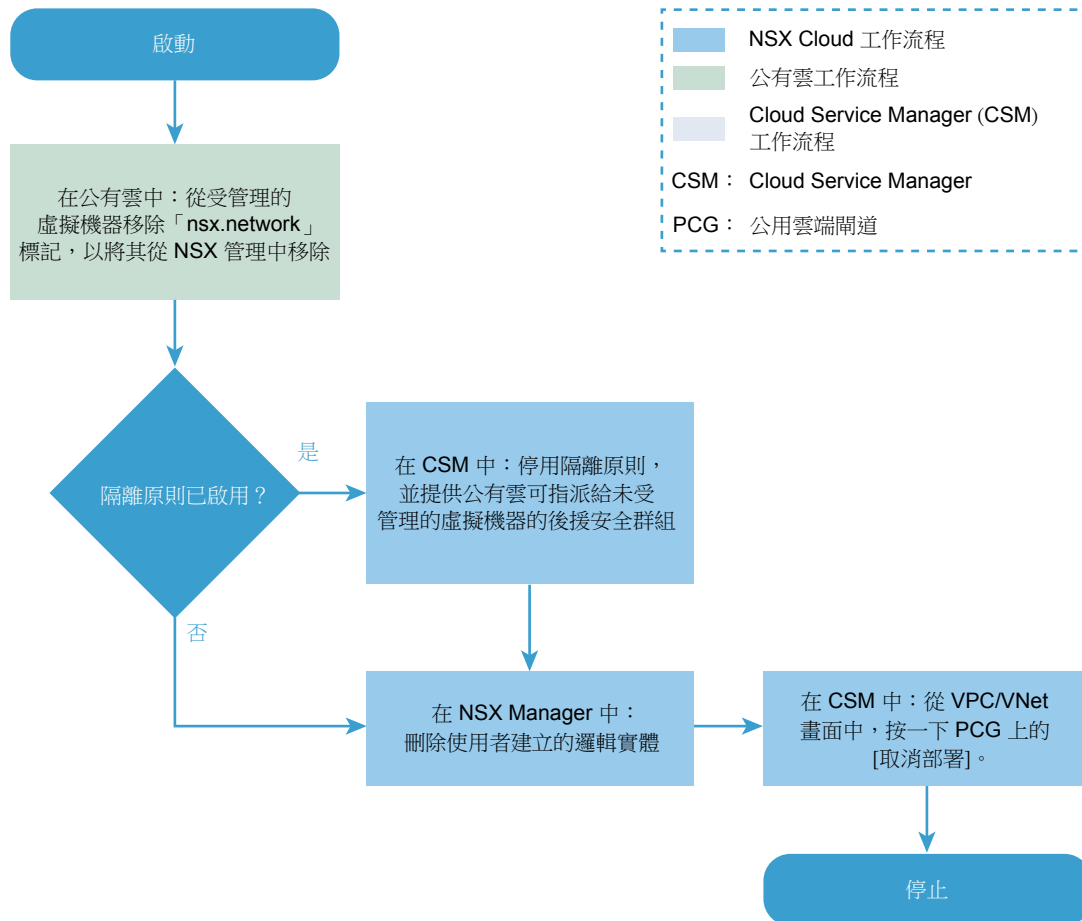 啟動
NSX Cloud 工作流程
公有雲工作流程
Cloud Service Manager (CSM)
工作流程
CSM： Cloud Service Manager
PCG： 公用雲端閘道
在公有雲中：從受管理的
虛擬機器移除「nsx.network」
標記，以將其從 NSX 管理中移除
隔離原則已啟用？
是
在 CSM 中：停用隔離原則，
並提供公有雲可指派給未受
管理的虛擬機器的後援安全群組
否
在 NSX Manager 中：
刪除使用者建立的邏輯實體
在 CSM 中：從 VPC/VNet
畫面中，按一下 PCG 上的
[取消部署]。
停止